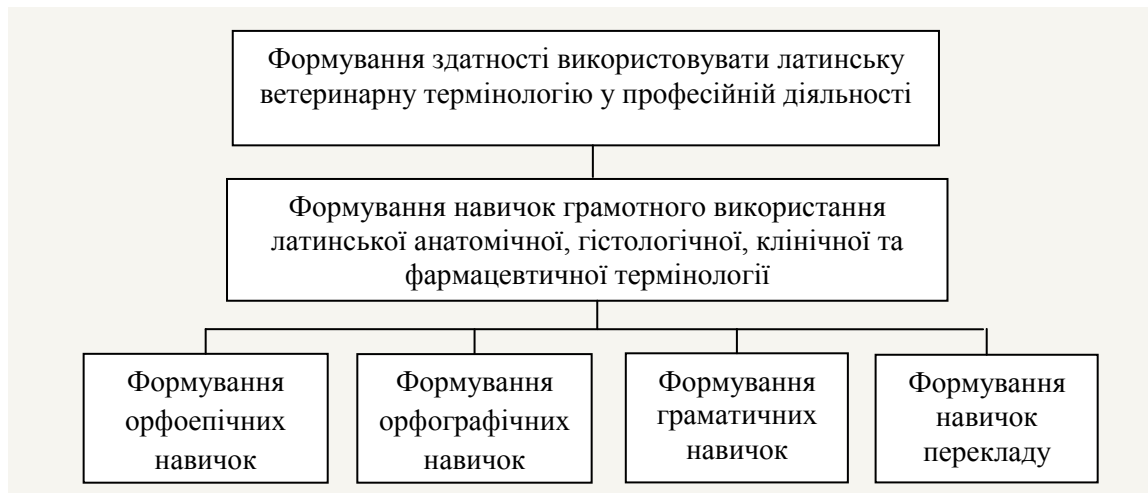 Формування здатності використовувати латинську
ветеринарну термінологію у професійній діяльності
Формування навичок грамотного використання
латинської анатомічної, гістологічної, клінічної та
фармацевтичної термінології
Формування
орфоепічних
навичок
Формування
орфографічних
навичок
Формування
граматичних
навичок
Формування
навичок
перекладу